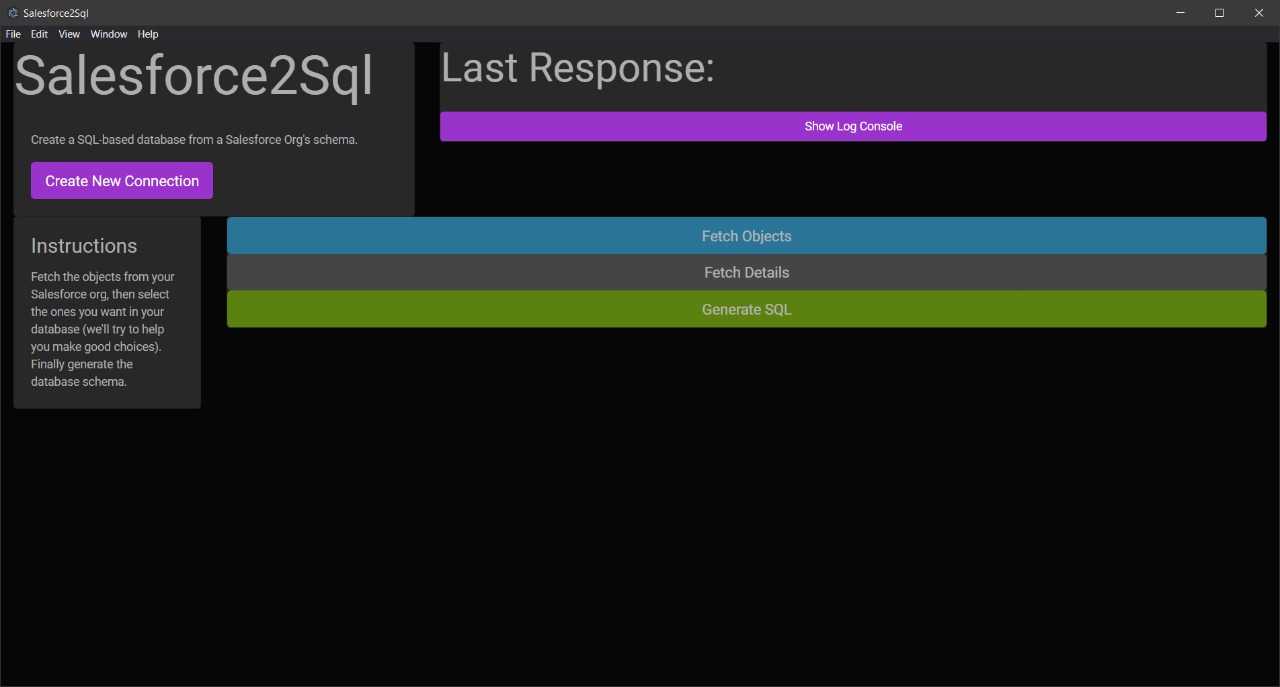 Salesforce2Sql
File Edit View Window Help
Salesforce2Sql
Create a SQL-based database from a Salesforce Org's schema.
Create New Connection
Last Response:
Show Log Console
Instructions
Fetch the objects from your
Salesforce org, then select
the ones you want in your
database (we'll try to help
you make good choices).
Finally generate the
database schema.
Fetch Objects
Fetch Details
Generate SQL